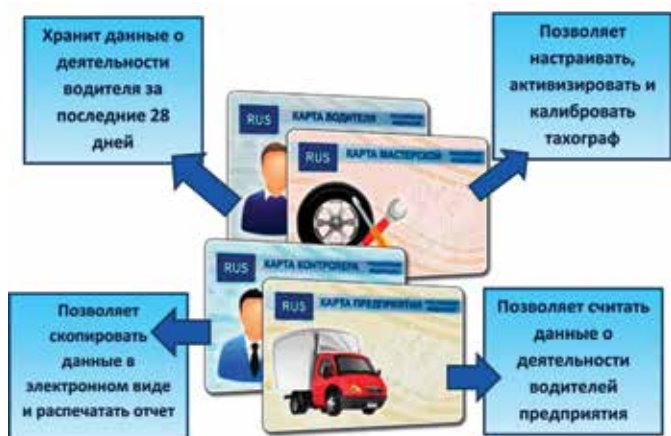 Хранит данные о
деятельности
водителя за
последние 28
дней
Позволяет
настраивать,
активизировать и
калибровать
тахограф
RUS КАРТА ВОДИТЕЛЯ
RUS КАРТА МАСТЕРСКОЙ
RUS КАРТА КОНТРОЛЕРА
RUS КАРТА ПРЕДПРИЯТИЯ
Позволяет
скопировать
данные в
электронном виде
и распечатать отчет
Позволяет считать
данные о
деятельности
водителей
предприятия